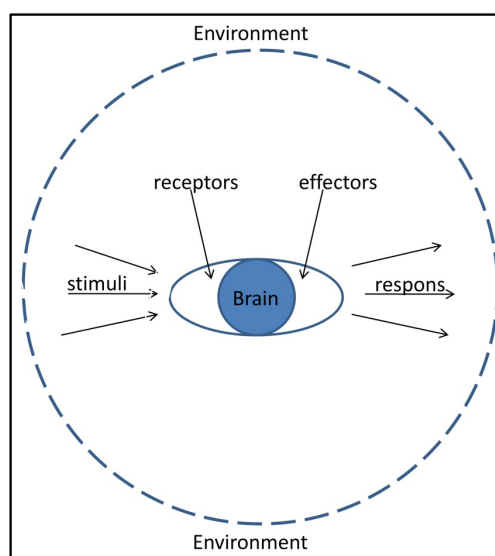 Environment
receptors effectors
stimuli
Brain
respons
Environment